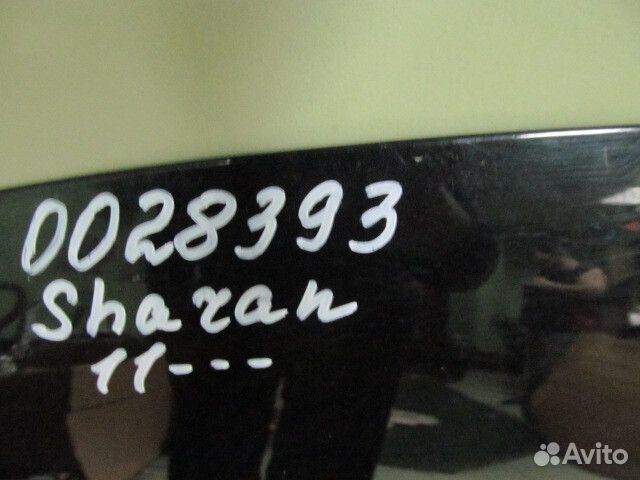 0028393
Sharan
11---
Avito